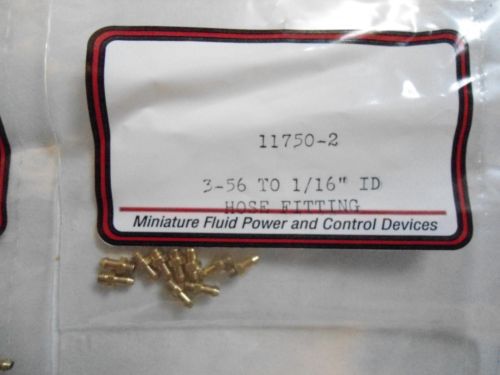 11750-2
3-56 TO 1/16" ID
HOSE FITTING
Miniature Fluid Power and Control Devices